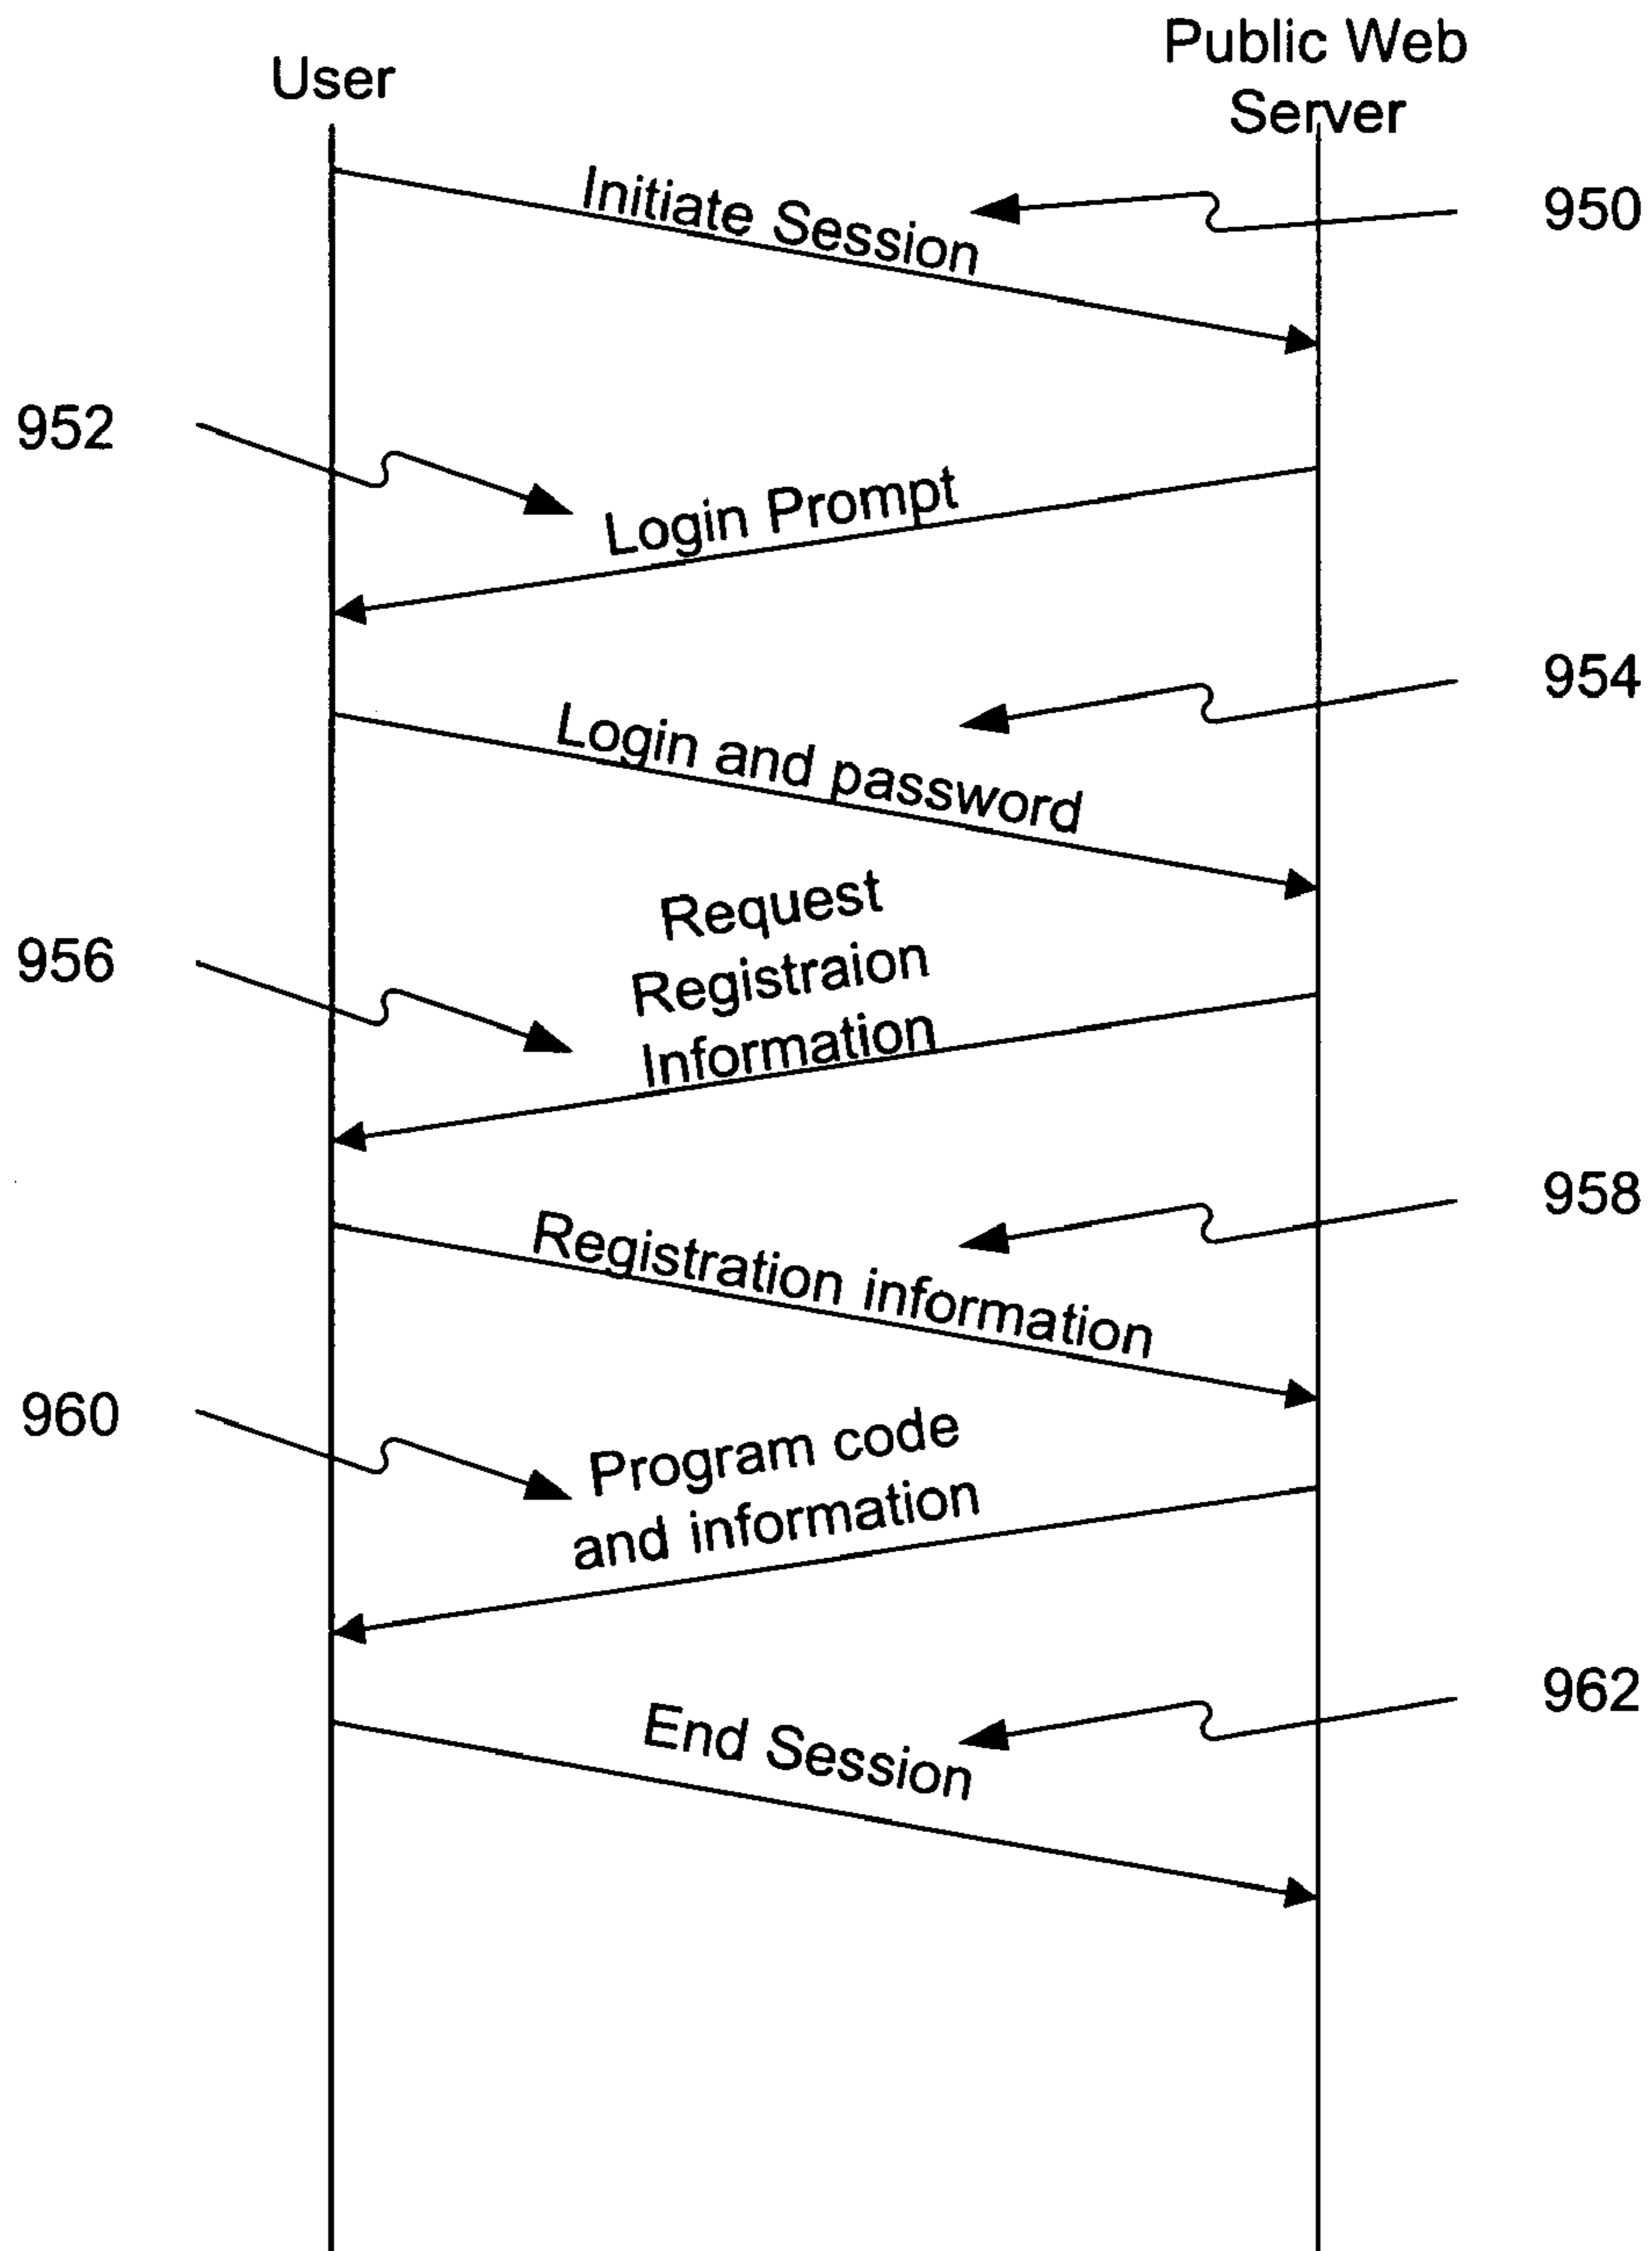 User
Public Web
Server
Initiate Session
950
952
Login Prompt
954
Login and password
Request
Registraion
Information
956
958
Registration information
960
Program code
and information
962
End Session